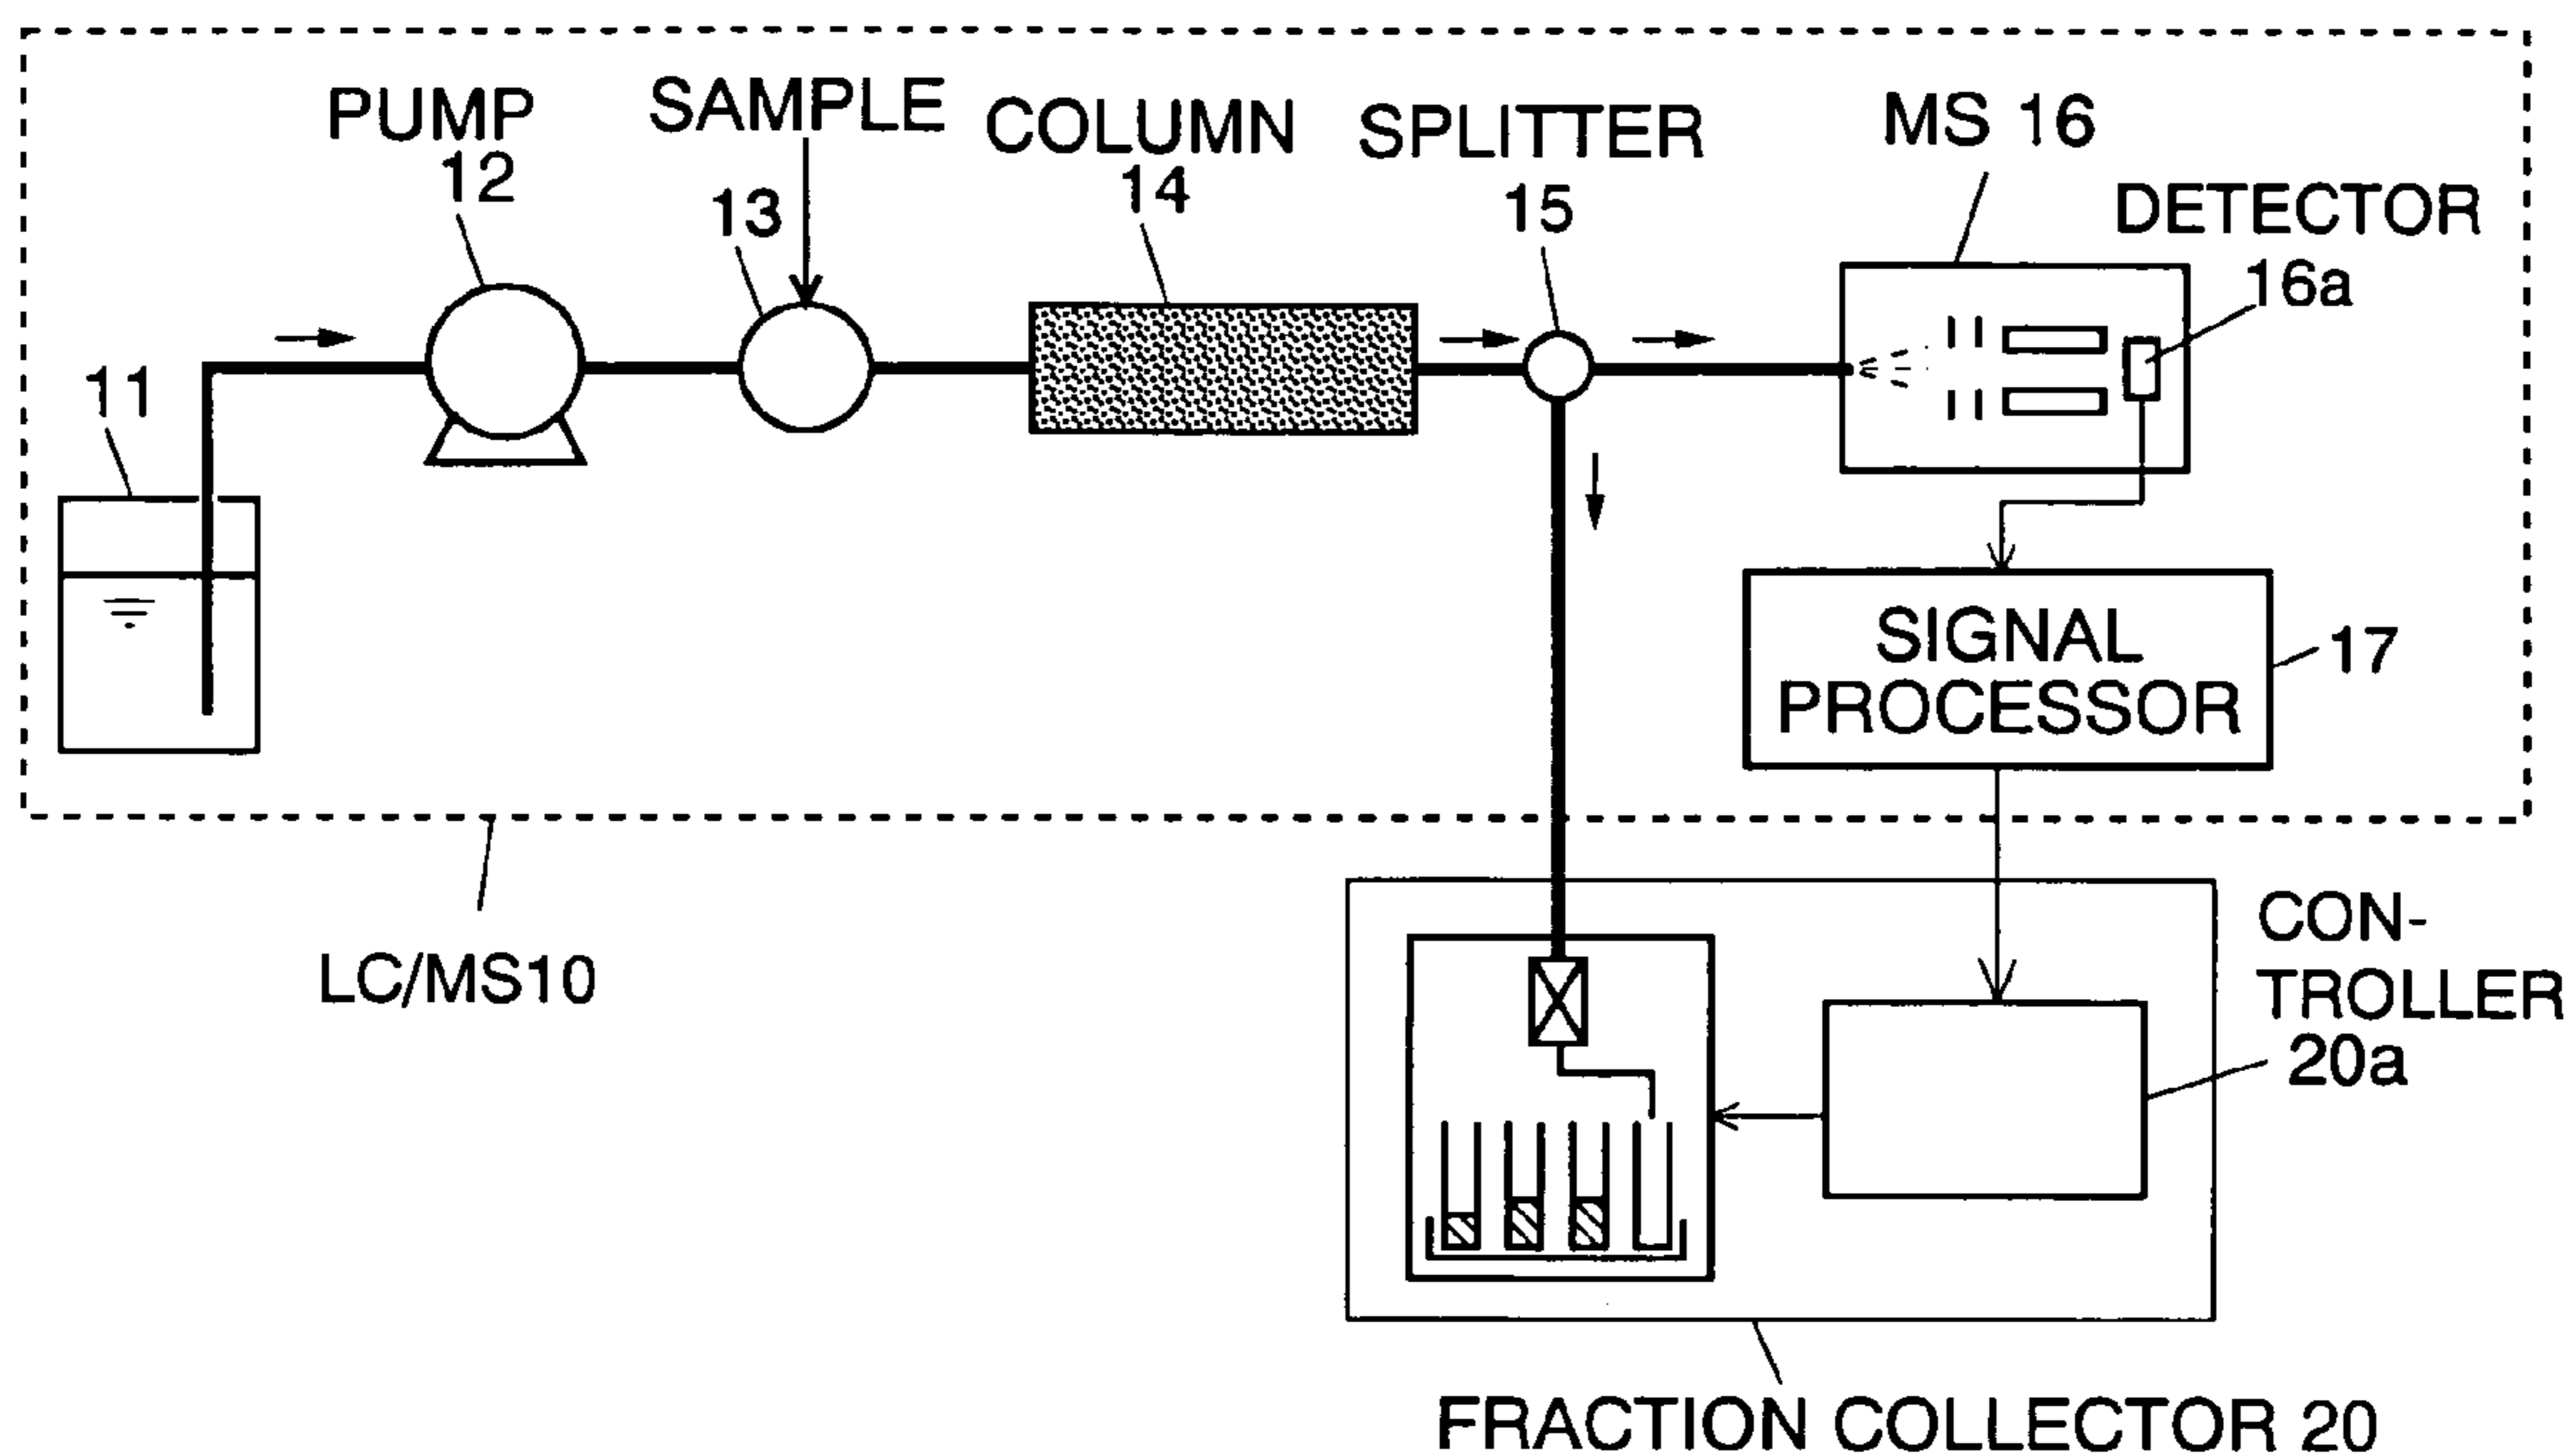 PUMP
12
SAMPLE
13
COLUMN
14
SPLITTER
15
MS 16
DETECTOR
16a
11
SIGNAL
PROCESSOR
17
LC/MS10
CON-
TROLLER
20a
FRACTION COLLECTOR 20